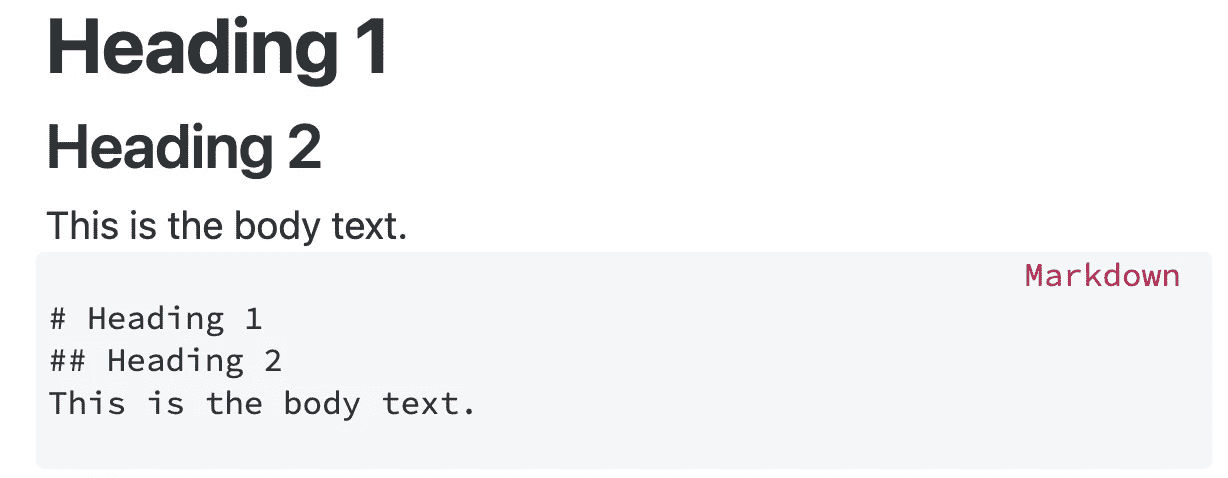 Heading 1
Heading 2
This is the body text.
Markdown
# Heading 1
## Heading 2
This is the body text.